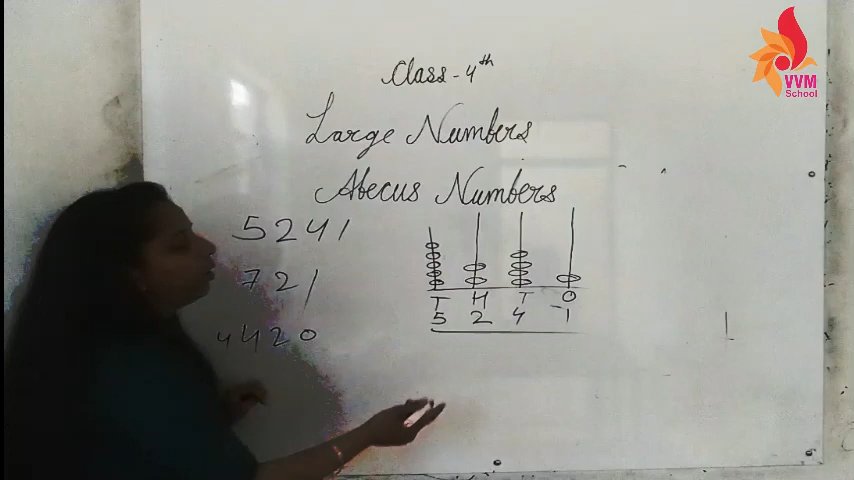 VVM
School
Class - 4th
Large Numbers
Abecus Numbers
5241
721
4420
T H T O
5 2 4 1